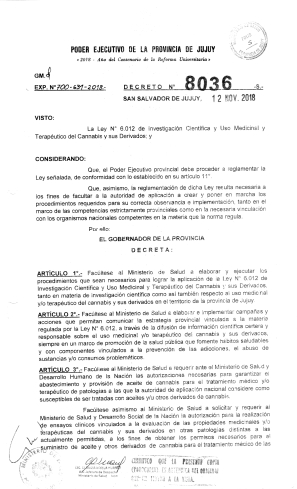 PODER EJECUTIVO DE LA PROVINCIA DE JUJUY
"2018 - Año del Centenario de la Reforma Universitaria"
GM.
EXP. Nº 700-631-2018.-
DECRETO Nº 8036 -S-
SAN SALVADOR DE JUJUY, 12 NOV. 2018
VISTO:
La Ley N° 6.012 de Investigación Científica y Uso Medicinal y
Terapéutico del Cannabis y sus Derivados; y
CONSIDERANDO:
Que, el Poder Ejecutivo provincial debe proceder a reglamentar la
Ley señalada, de conformidad con lo establecido en su artículo 11°
Que, asimismo, la reglamentación de dicha Ley resulta necesaria a
los fines de facultar a la autoridad de aplicación a crear y poner en marcha los
procedimientos requeridos para su correcta observancia e implementación, tanto en el
marco de las competencias estrictamente provinciales como en la necesaria vinculación
con los organismos nacionales competentes en la materia que la norma regula.
Por ello:
EL GOBERNADOR DE LA PROVINCIA
DECRETA:
ARTÍCULO 1°.- Facúltese al Ministerio de Salud a elaborar y ejecutar los
procedimientos que sean necesarios para lograr la aplicación de la Ley N° 6.012 de
Investigación Científica y Uso Medicinal y Terapéutico del Cannabis y sus Derivados,
tanto en materia de investigación científica como así también respecto al uso medicinal
y/o terapéutico del cannabis y sus derivados en el territorio de la provincia de Jujuy
ARTÍCULO 2°.- Facúltese al Ministerio de Salud a elaborar e implementar campañas y
acciones que permitan comunicar la estrategia provincial vinculados a la materia
regulada por la Ley N° 6.012, a través de la difusión de información científica certera y
responsable sobre el uso medicinal y/o terapéutico del cannabis y sus derivados,
siempre en un marco de promoción de la salud pública que fomente hábitos saludables
y con componentes vinculados a la prevención de las adicciones, el abuso de
sustancias y/o consumos problemáticos.
ARTÍCULO 3°.- Facúltese al Ministerio de Salud a requerir ante el Ministerio de Salud y
Desarrollo Humano de la Nación las autorizaciones necesarias para garantizar el
abastecimiento y provisión de aceite de cannabis para el tratamiento médico y/o
terapéutico de patologías a las que la autoridad de aplicación nacional considere como
susceptibles de ser tratadas con aceites y/o otros derivados de cannabis.
Facúltese asimismo al Ministerio de Salud a solicitar y requerir al
Ministerio de Salud y Desarrollo Social de la Nación la autorización para la realización
de ensayos clínicos vinculados a la evaluación de las propiedades medicinales y/o
terapéuticas del cannabis y sus derivados en otras patologías distintas a las
actualmente permitidas, a los fines de obtener los permisos necesarios para el
suministro de aceite y otros derivados de cannabis para el tratamiento de las mismas.
CERTIFICO QUE LA PRESENTE COPIA
A LA VISTA.